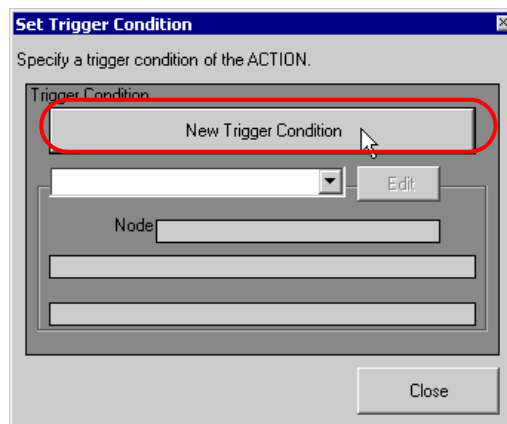 Set Trigger Condition
Specify a trigger condition of the ACTION.
Trigger Condition
New Trigger Condition
Edit
Node
Close